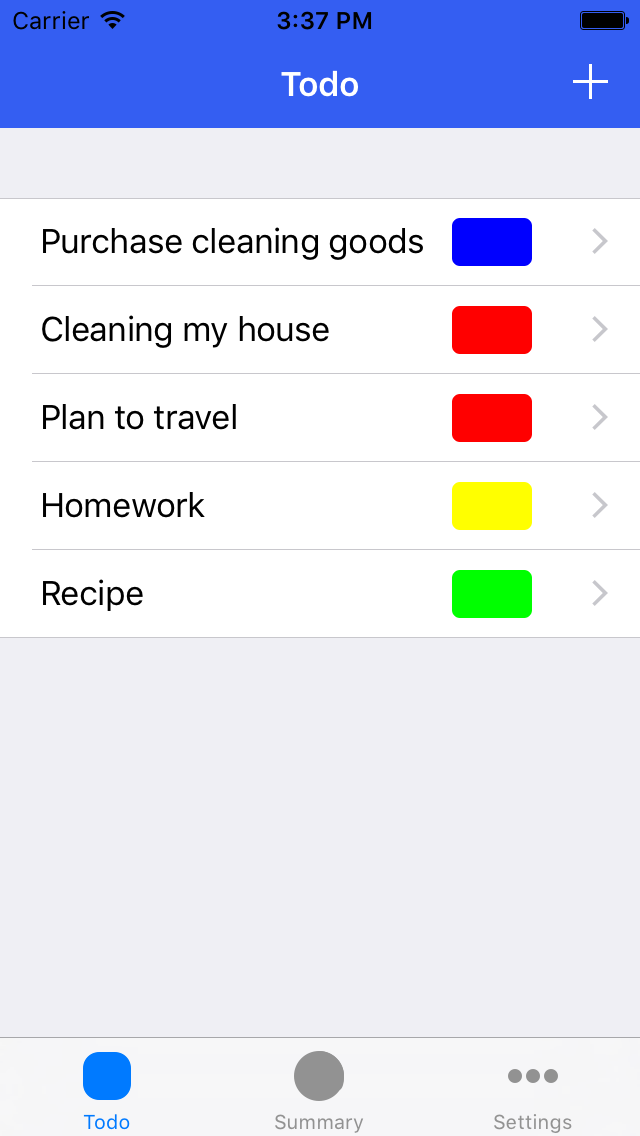 Carrier 3:37 PM
Todo
Purchase cleaning goods
Cleaning my house
Plan to travel
Homework
Recipe
Todo Summary Settings